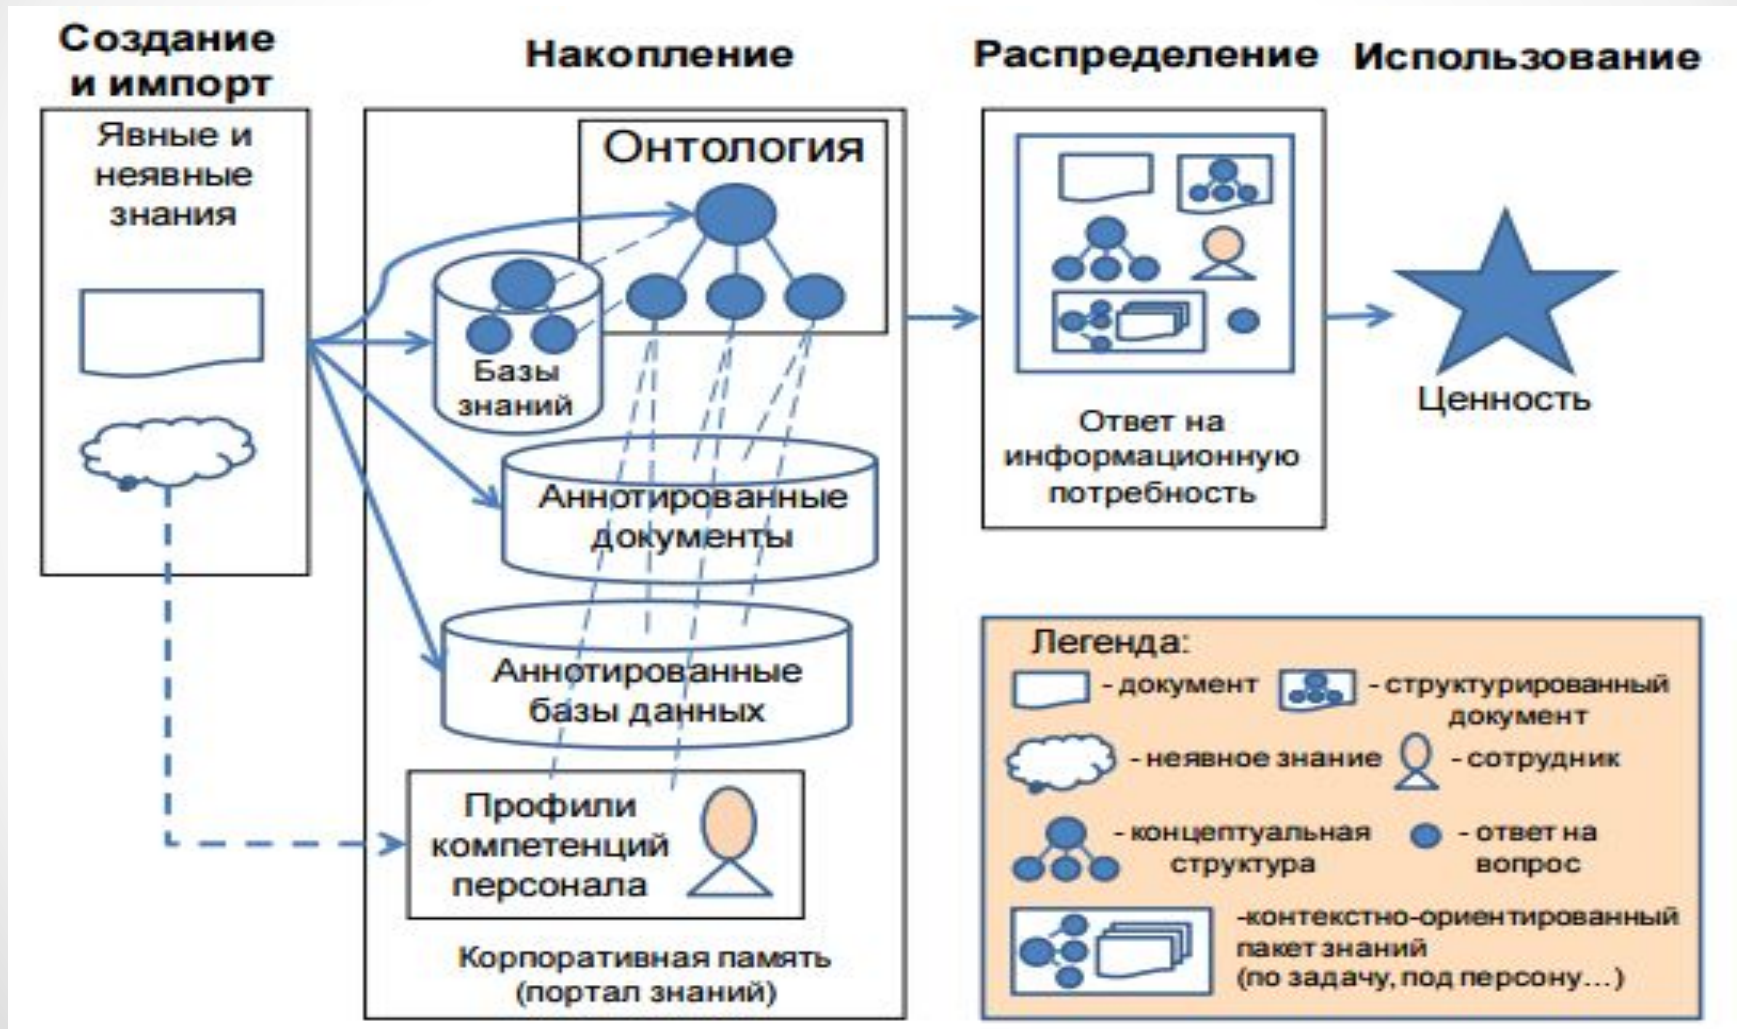 Создание
и импорт
Накопление
Распределение
Использование
Явные и
неявные
знания
Онтология
Базы
знаний
Аннотированные
документы
Аннотированные
базы данных
Профили
компетенций
персонала
Корпоративная память
(портал знаний)
Ответ на
информационную
потребность
Ценность
Легенда:
- документ
- структурированный
документ
- неявное знание
- сотрудник
- концептуальная
структура
- ответ на
вопрос
-контекстно-ориентированный
пакет знаний
(по задачу, под персону...)